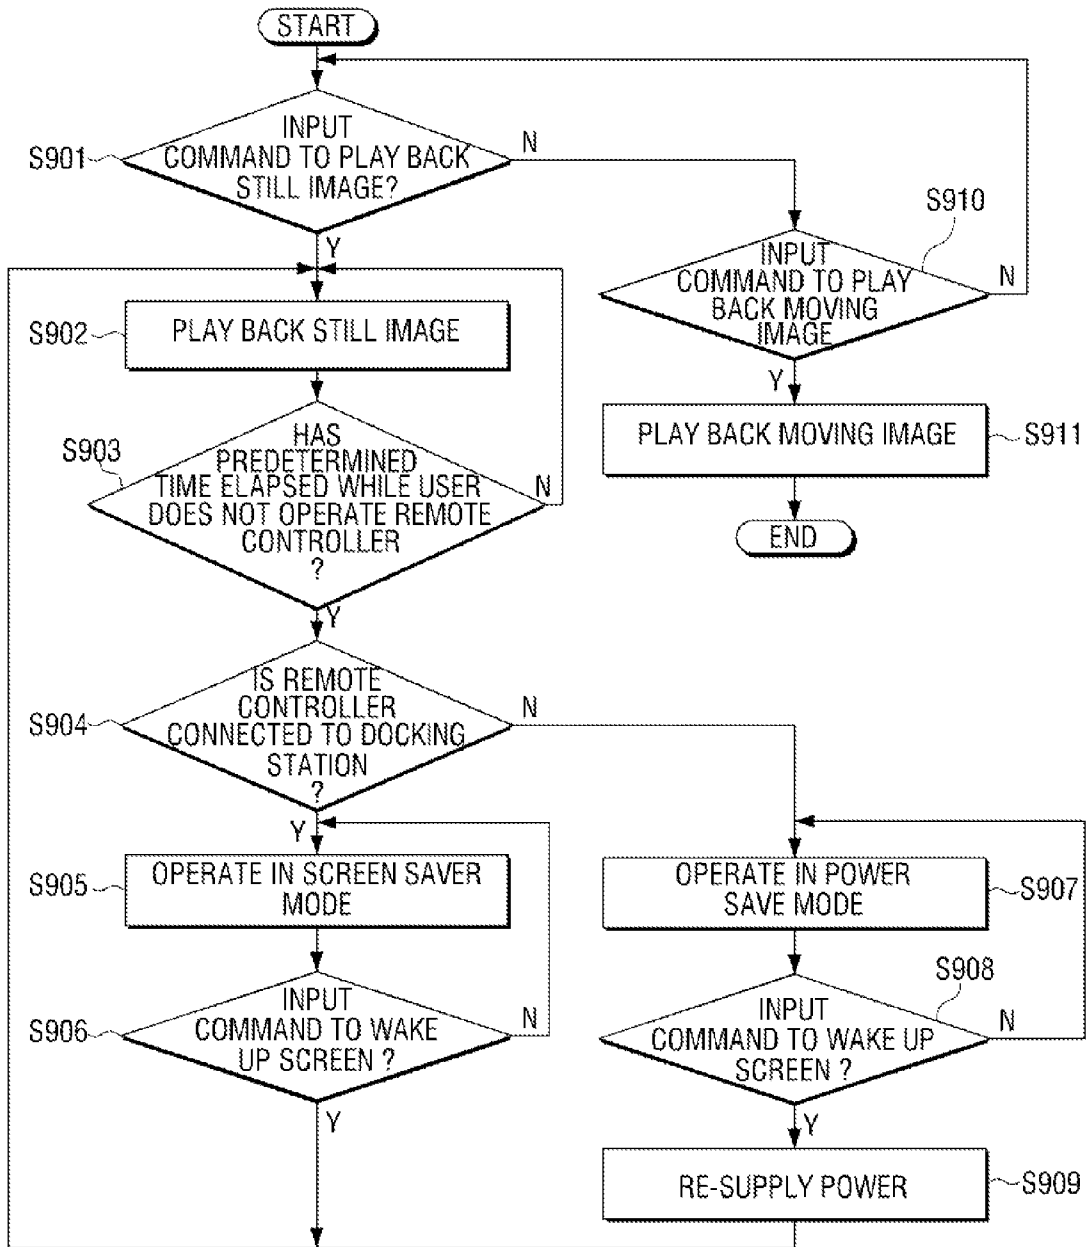 START
INPUT
COMMAND TO PLAY BACK
STILL IMAGE?
S901
N
Y
S910
INPUT
COMMAND TO PLAY
BACK MOVING
IMAGE
N
Y
S902
PLAY BACK STILL IMAGE
PLAY BACK MOVING IMAGE
S911
END
S903
HAS
PREDETERMINED
TIME ELAPSED WHILE USER
DOES NOT OPERATE REMOTE
CONTROLLER
?
N
Y
S904
IS REMOTE
CONTROLLER
CONNECTED TO DOCKING
STATION
?
N
Y
S905
OPERATE IN SCREEN SAVER
MODE
OPERATE IN POWER
SAVE MODE
S907
S906
INPUT
COMMAND TO WAKE
UP SCREEN ?
N
Y
S908
INPUT
COMMAND TO WAKE UP
SCREEN ?
N
Y
RE-SUPPLY POWER
S909